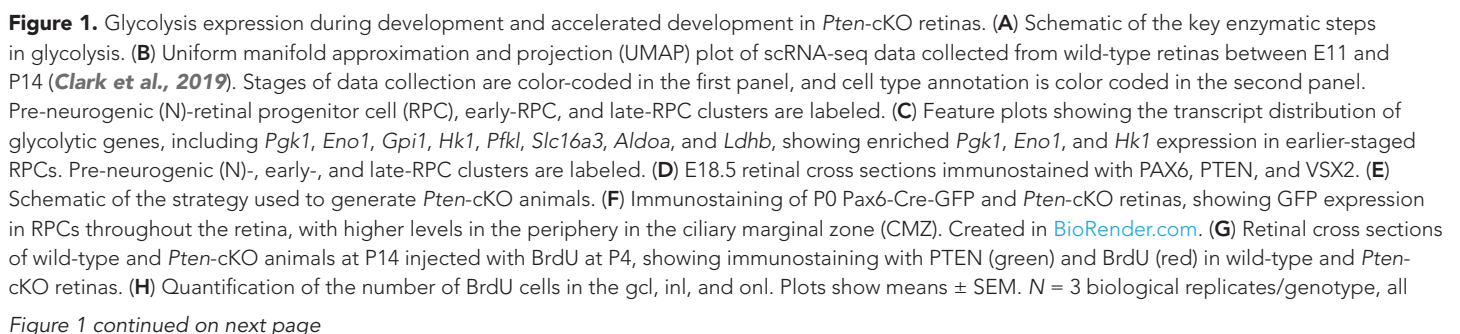 Figure 1. Glycolysis expression during development and accelerated development in Pten-cKO retinas. (A) Schematic of the key enzymatic steps
in glycolysis. (B) Uniform manifold approximation and projection (UMAP) plot of scRNA-seq data collected from wild-type retinas between E11 and
P14 (Clark et al., 2019). Stages of data collection are color-coded in the first panel, and cell type annotation is color coded in the second panel.
Pre-neurogenic (N)-retinal progenitor cell (RPC), early-RPC, and late-RPC clusters are labeled. (C) Feature plots showing the transcript distribution of
glycolytic genes, including Pgk1, Eno1, Gpi1, Hk1, Pfkl, Slc16a3, Aldoa, and Ldhb, showing enriched Pgk1, Eno1, and Hk1 expression in earlier-staged
RPCs. Pre-neurogenic (N)-, early-, and late-RPC clusters are labeled. (D) E18.5 retinal cross sections immunostained with PAX6, PTEN, and VSX2. (E)
Schematic of the strategy used to generate Pten-cKO animals. (F) Immunostaining of P0 Pax6-Cre-GFP and Pten-cKO retinas, showing GFP expression
in RPCs throughout the retina, with higher levels in the periphery in the ciliary marginal zone (CMZ). Created in BioRender.com. (G) Retinal cross sections
of wild-type and Pten-cKO animals at P14 injected with BrdU at P4, showing immunostaining with PTEN (green) and BrdU (red) in wild-type and Pten-
cKO retinas. (H) Quantification of the number of BrdU cells in the gcl, inl, and onl. Plots show means ± SEM. N = 3 biological replicates/genotype, all
Figure 1 continued on next page